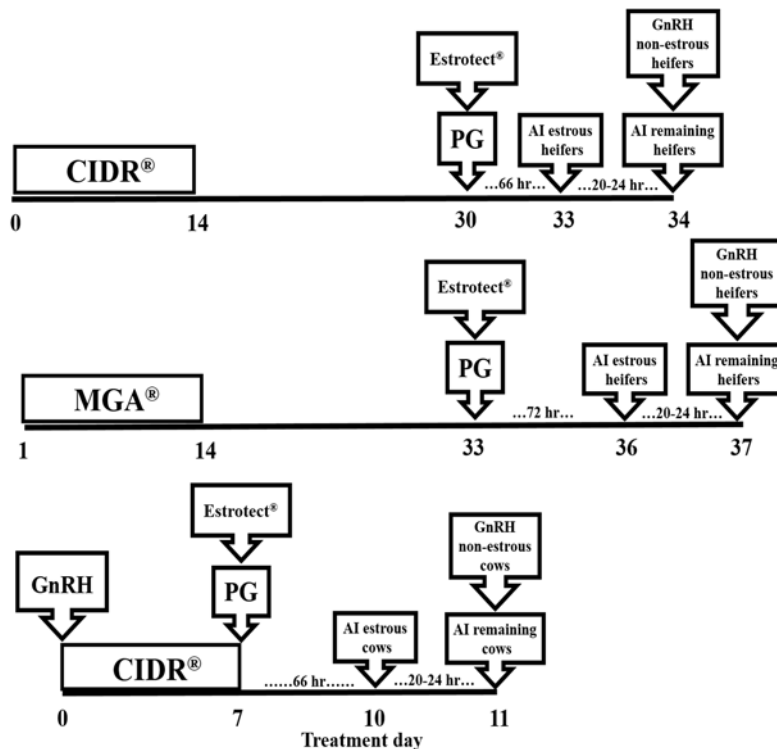 GnRH
non-estrous
heifers
Estrotect®
PG
AI estrous
heifers
AI remaining
heifers
CIDR®
...66 hr...
...20-24 hr...
0
14
30
33
34
GnRH
non-estrous
heifers
Estrotect®
PG
AI estrous
heifers
AI remaining
heifers
MGA®
...72 hr...
...20-24 hr...
1
14
33
36
37
Estrotect®
GnRH
non-estrous
cows
GnRH
PG
AI estrous
cows
AI remaining
cows
CIDR®
......66 hr......
...20-24 hr...
0
7
10
11
Treatment day